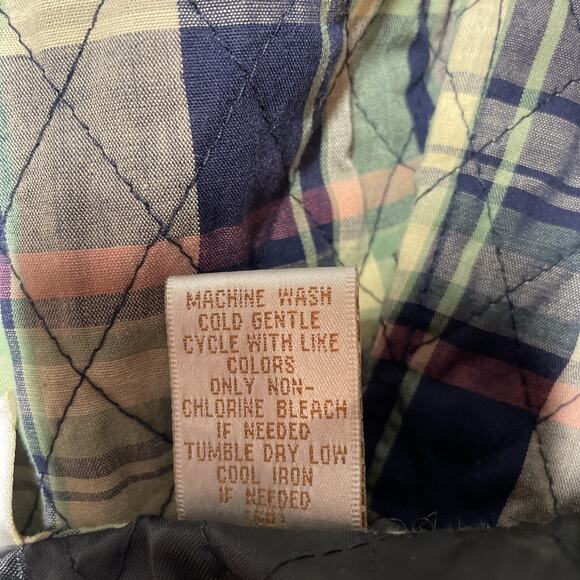 MACHINE WASH
COLD GENTLE
CYCLE WITH LIKE
COLORS
ONLY NON-
CHLORINE BLEACH
IF NEEDED
TUMBLE DRY LOW
COOL IRON
IF NEEDED